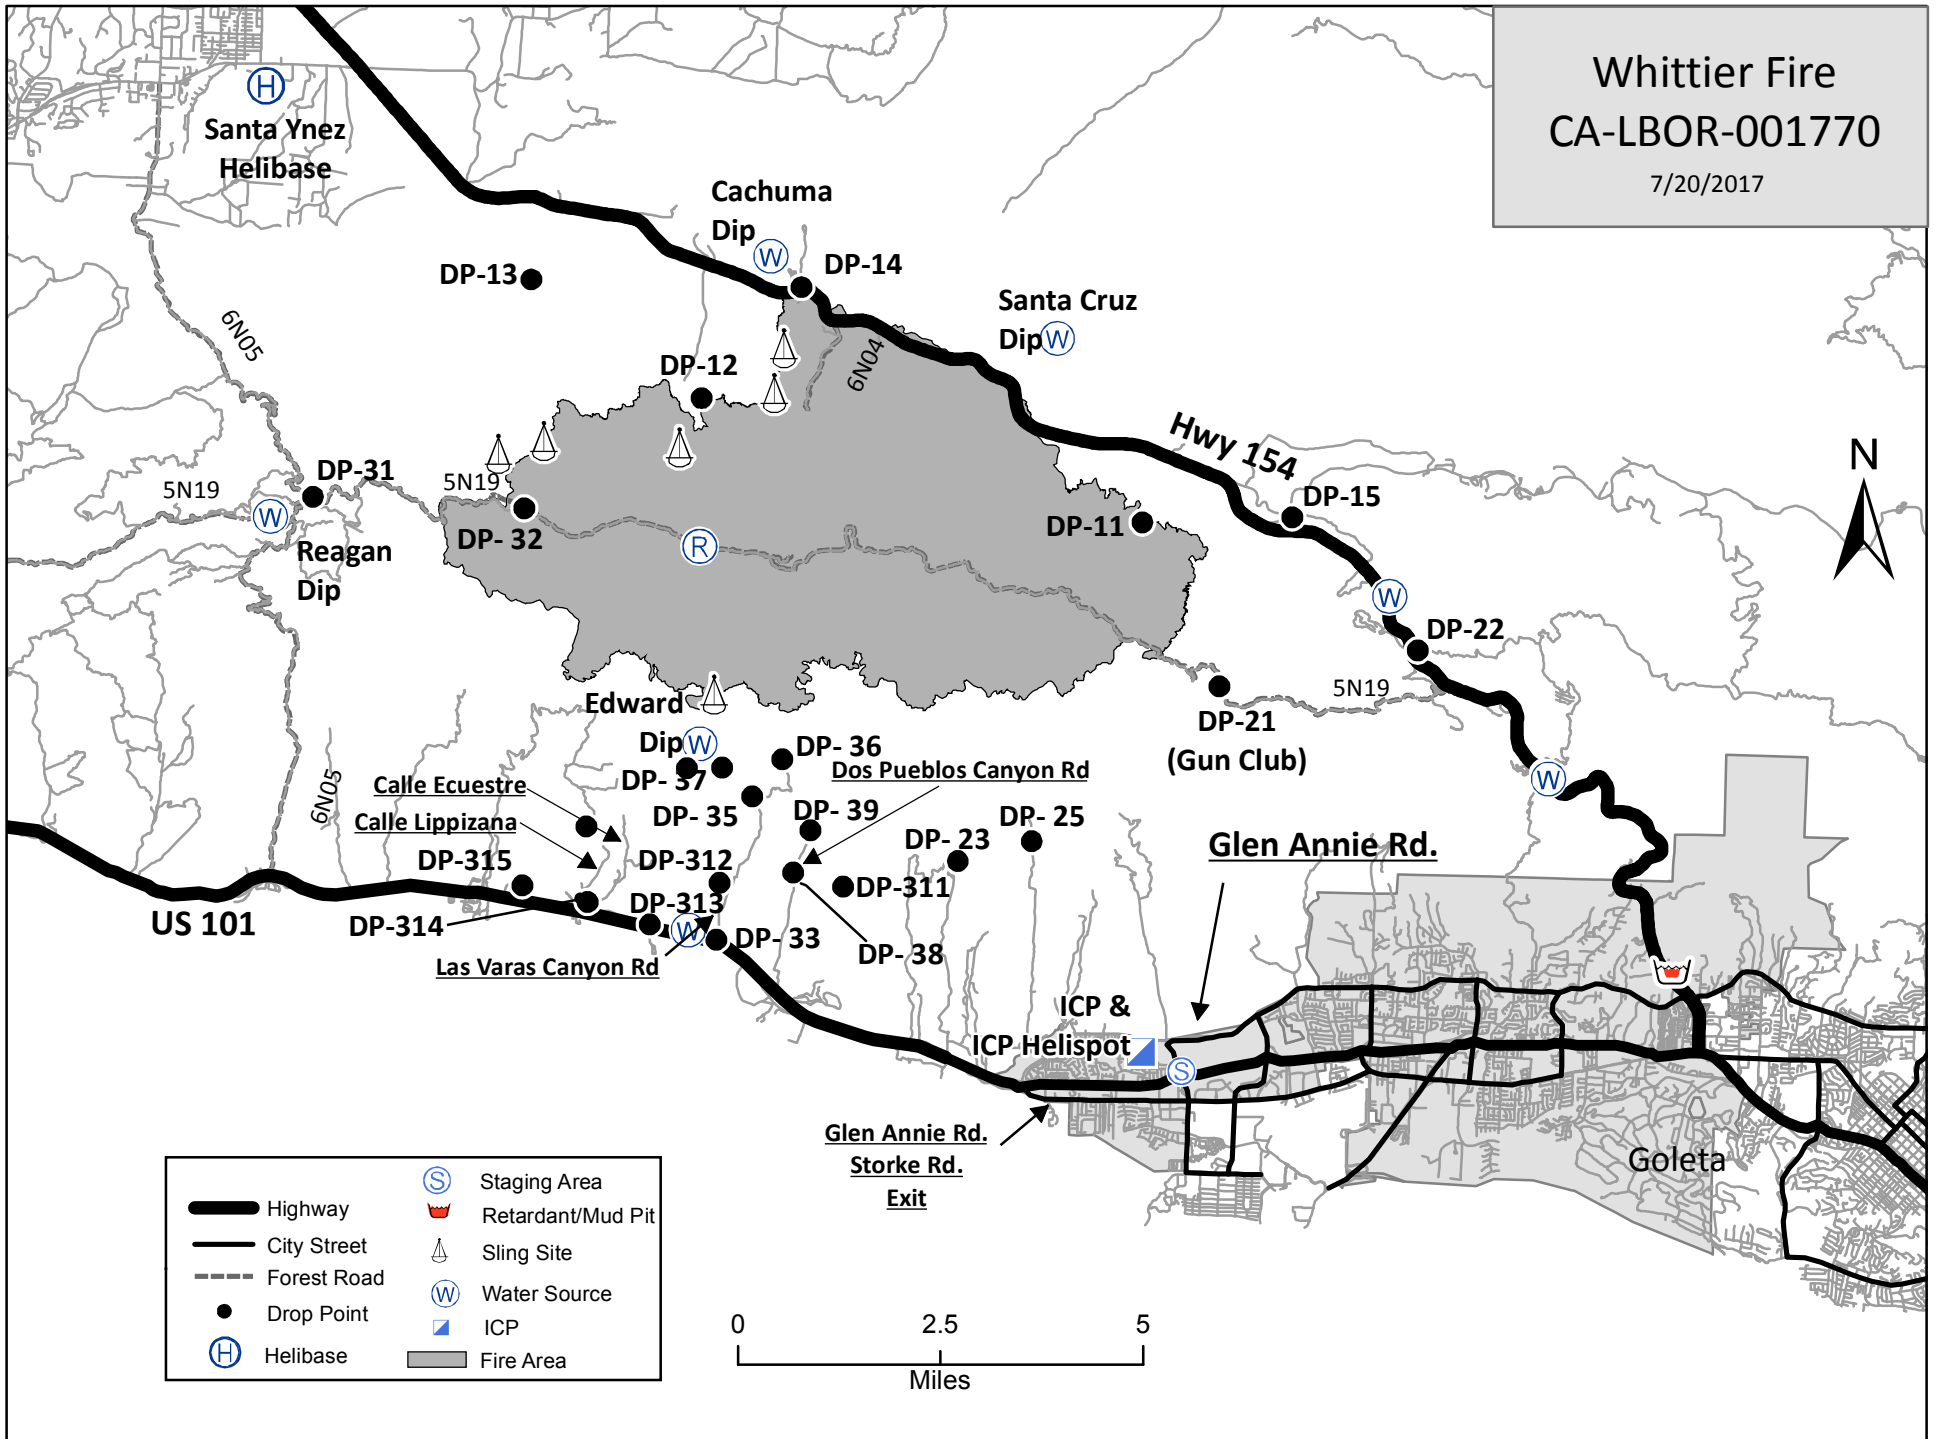 Whittier Fire
CA-LBOR-001770
7/20/2017
H
Santa Ynez
Helibase
Cachuma
Dip
W
DP-13
DP-14
Santa Cruz
Dip
W
6N05
6N04
DP-12
Hwy 154
N
DP-31
5N19
5N19
W
DP-15
DP-11
DP- 32
R
Reagan
Dip
W
DP-22
5N19
Edward
Dip
W
DP-21
(Gun Club)
DP- 36
DP- 37
Dos Pueblos Canyon Rd
W
6N05
Calle Ecuestre
Calle Lippizana
DP- 35
DP- 39
DP- 25
DP- 23
Glen Annie Rd.
DP-315
DP-312
DP-311
DP-313
US 101
DP-314
W
DP- 33
DP- 38
Las Varas Canyon Rd
ICP &
ICP Helispot
S
Glen Annie Rd.
Storke Rd.
Exit
Goleta
Highway
City Street
Forest Road
Drop Point
H
Helibase
S
Staging Area
Retardant/Mud Pit
Sling Site
W
Water Source
ICP
Fire Area
0
2.5
5
Miles